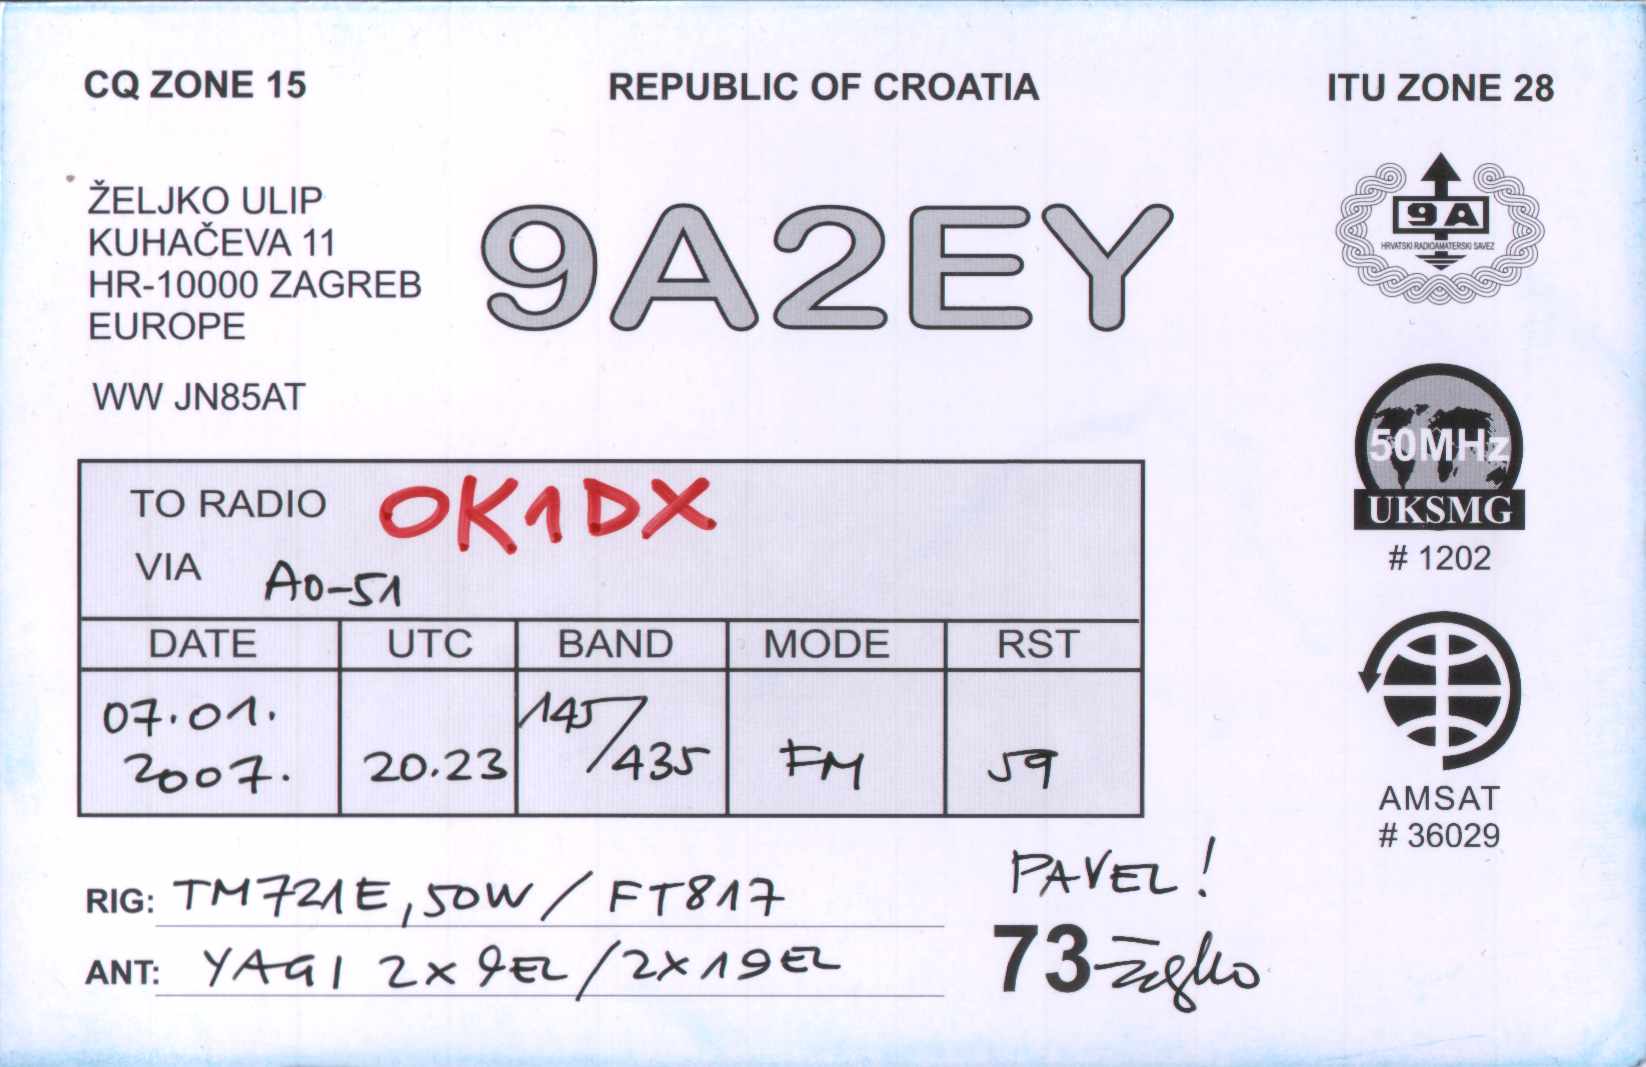 CQ ZONE 15 REPUBLIC OF CROATIA ITU ZONE 28
ŽELJKO ULIP
KUHAČEVA 11
HR-10000 ZAGREB
EUROPE
WW JN85AT
9A2EY
9A
HRVATSKI RADIOAMATERSKI SAVEZ
50MHz
UKSMG
# 1202
AMSAT
# 36029
TO RADIO OK1DX
VIA AO-51
DATE UTC BAND MODE RST
07.01. 145/
2007. 20.23 435 FM 59
RIG: TM721E, 50W / FT817
ANT: YAGI 2x9EL / 2x19EL
PAVEL!
73 Željko